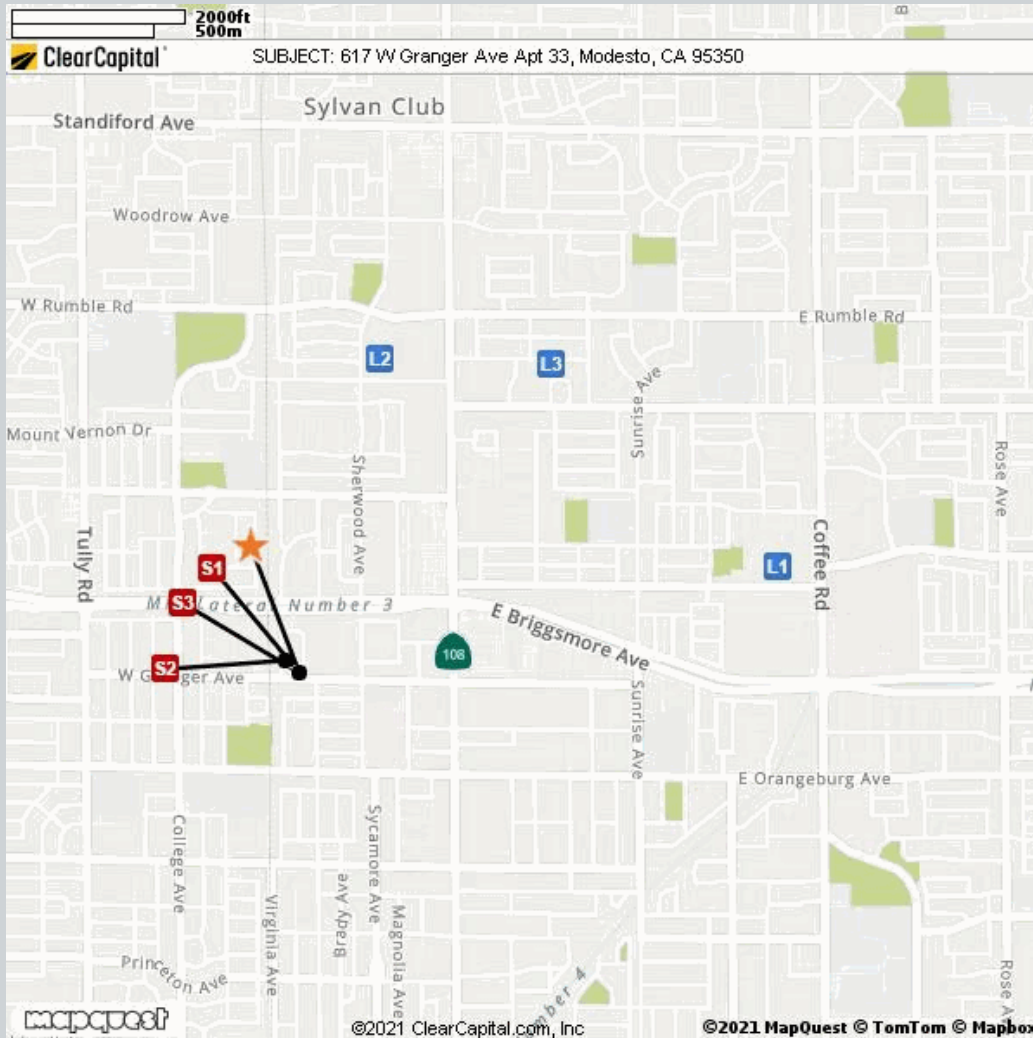 2000ft
500m
ClearCapital
SUBJECT: 617 W Granger Ave Apt 33, Modesto, CA 95350
Sylvan Club
Standiford Ave
Woodrow Ave
W Rumble Rd
E Rumble Rd
L2
L3
Sunrise Ave
Mount Vernon Dr
Sherwood Ave
Rose Ave
Tully Rd
Coffee Rd
S1
L1
S3
Lateral Number 3
E Briggsmore Ave
108
S2
W Granger Ave
Sunrise Ave
E Orangeburg Ave
College Ave
Sycamore Ave
Brady Ave
Magnolia Ave
Virginia Ave
Princeton Ave
Rose
mapquest
©2021 ClearCapital.com, Inc
©2021 MapQuest © TomTom © Mapbox